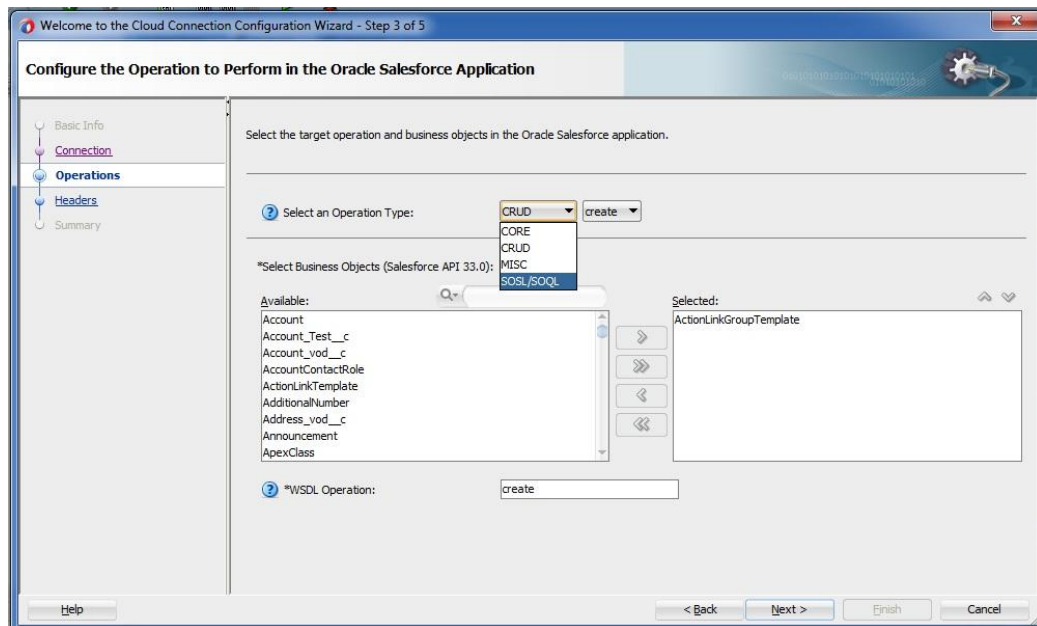 Welcome to the Cloud Connection Configuration Wizard - Step 3 of 5
Configure the Operation to Perform in the Oracle Salesforce Application
Basic Info
Connection
Operations
Headers
Summary
Select the target operation and business objects in the Oracle Salesforce application.
Select an Operation Type: CRUD create
CORE
CRUD
MISC
SOSL/SOQL
*Select Business Objects (Salesforce API 33.0):
Available:
Account
Account_Test__c
Account_vod__c
AccountContactRole
ActionLinkTemplate
AdditionalNumber
Address_vod__c
Announcement
ApexClass
Selected:
ActionLinkGroupTemplate
*WSDL Operation: create
Help < Back Next > Finish Cancel